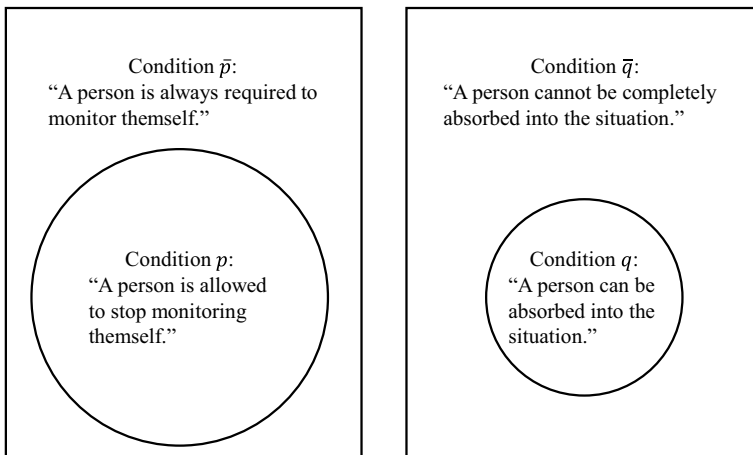 Condition p̄:
“A person is always required to
monitor themself.”
Condition p:
“A person is allowed
to stop monitoring
themself.”
Condition q̄:
“A person cannot be completely
absorbed into the situation.”
Condition q:
“A person can be
absorbed into the
situation.”